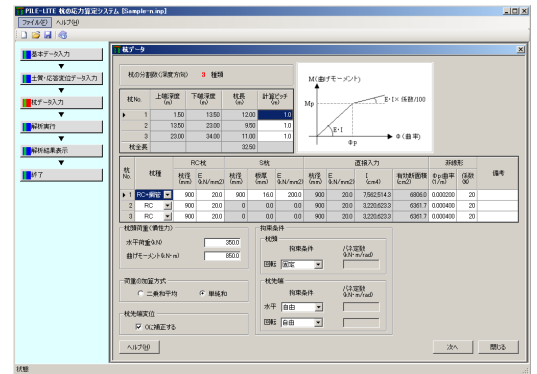 PILE-LITE 杭の応力算定システム [Sample-n.inp]
ファイル(F) ヘルプ(H)
基本データ入力
▼
土質・応答変位データ入力
▼
杭データ入力
▼
解析実行
▼
解析結果表示
▼
終了
杭データ
杭の分割数(深度方向) 3 種類
杭No. 上端深度(m) 下端深度(m) 杭長(m) 計算ピッチ(m)
1 1.50 13.50 12.00 1.0
2 13.50 23.00 9.50 1.0
3 23.00 34.00 11.00 1.0
杭全長 32.50
M(曲げモーメント)
Mp
E・I× 係数/100
E・I
Φ(曲率)
Φp
RC杭 S杭 直接入力 非線形
杭No. 杭種 杭径(mm) E(kN/mm2) 杭径(mm) 板厚(mm) E(kN/mm2) 杭径(mm) E(kN/mm2) I(cm4) 有効断面積(cm2) Φp曲率(1/m) 係数(%) 備考
1 RC+鋼管 900 20.0 900 16.0 200.0 900 20.0 7,562,514.3 6806.0 0.000200 20
2 RC 900 20.0 0 0.0 0.0 900 20.0 3,220,623.3 6361.7 0.000400 20
3 RC 900 20.0 0 0.0 0.0 900 20.0 3,220,623.3 6361.7 0.000400 20
杭頭荷重(慣性力)
水平荷重(kN) 350.0
曲げモーメント(kN・m) 850.0
荷重の加算方式
二乗和平均 単純和
杭先端変位
0に補正する
拘束条件
杭頭
拘束条件 バネ定数(kN・m/rad)
回転 固定
杭先端
拘束条件 バネ定数(kN・m/rad)
水平 自由
回転 自由
ヘルプ(H) 次へ 閉じる
状態